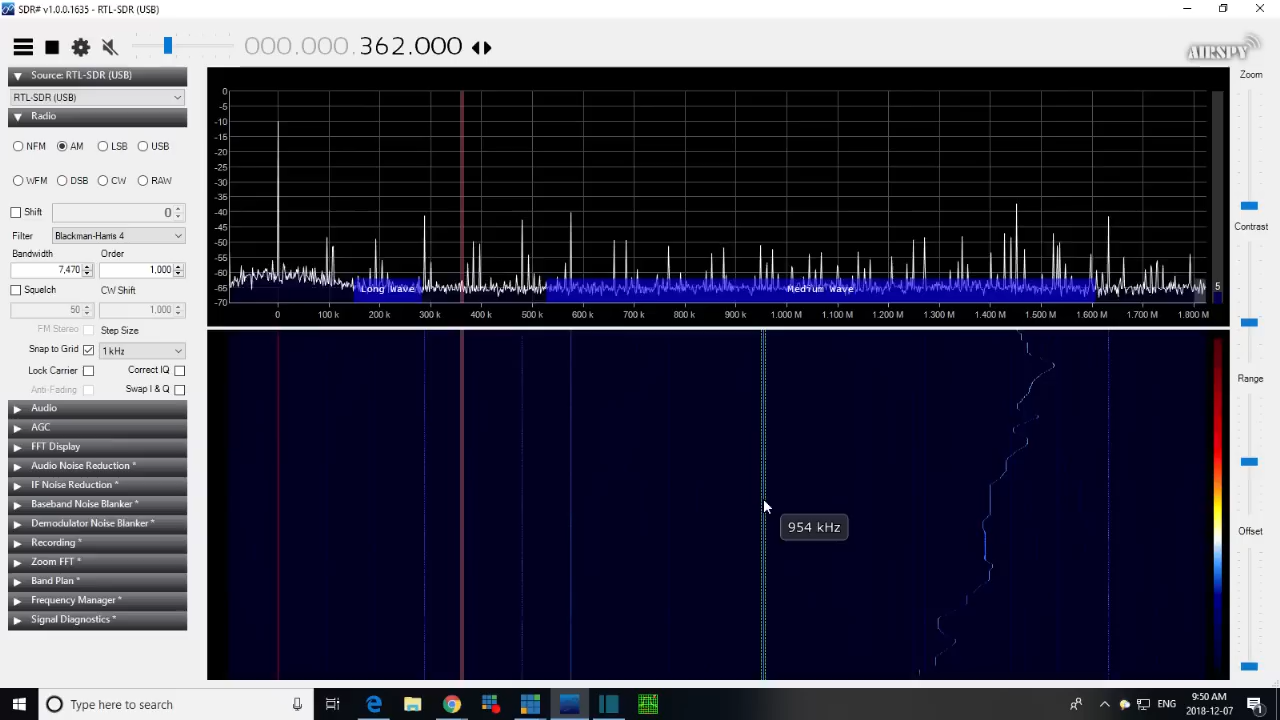 SDR# v1.0.0.1635 - RTL-SDR (USB)
000.000.362.000
AIRSPY
Source: RTL-SDR (USB)
RTL-SDR (USB)
Radio
NFM AM LSB USB
WFM DSB CW RAW
Shift 0
Filter Blackman-Harris 4
Bandwidth Order
7,470 1,000
Squelch CW Shift
50 1,000
FM Stereo Step Size
Snap to Grid 1 kHz
Lock Carrier Correct IQ
Anti-Fading Swap I & Q
Audio
AGC
FFT Display
Audio Noise Reduction *
IF Noise Reduction *
Baseband Noise Blanker *
Demodulator Noise Blanker *
Recording *
Zoom FFT *
Band Plan *
Frequency Manager *
Signal Diagnostics *
0
-5
-10
-15
-20
-25
-30
-35
-40
-45
-50
-55
-60
-65
-70
Long Wave Medium Wave
5
0 100 k 200 k 300 k 400 k 500 k 600 k 700 k 800 k 900 k 1.000 M 1.100 M 1.200 M 1.300 M 1.400 M 1.500 M 1.600 M 1.700 M 1.800 M
954 kHz
Zoom
Contrast
Range
Offset
Type here to search
ENG
9:50 AM
2018-12-07
1